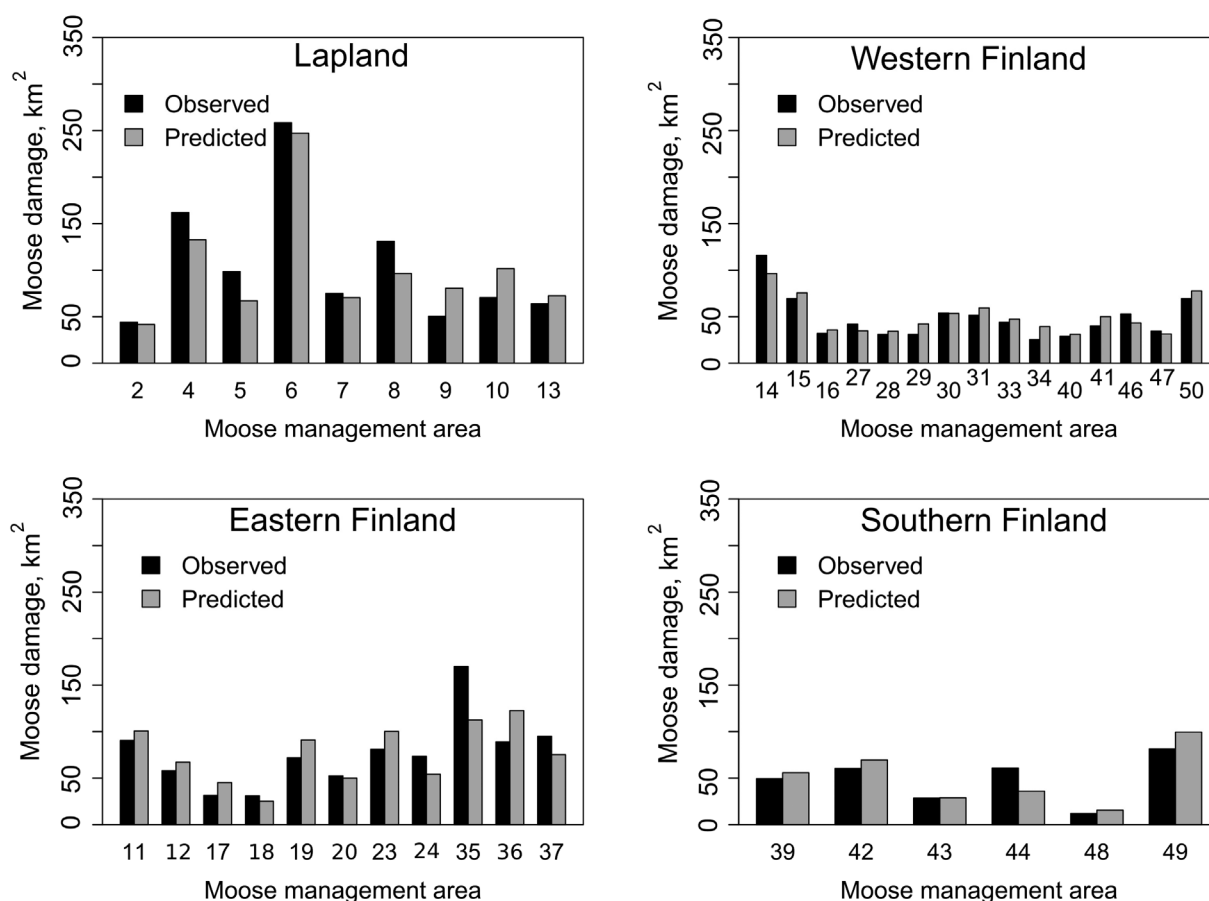 Lapland
Observed
Predicted
Moose damage, km²
0 50 150 250 350
2 4 5 6 7 8 9 10 13
Moose management area
Western Finland
Observed
Predicted
Moose damage, km²
0 50 150 250 350
14 15 16 27 28 29 30 31 33 34 40 41 46 47 50
Moose management area
Eastern Finland
Observed
Predicted
Moose damage, km²
0 50 150 250 350
11 12 17 18 19 20 23 24 35 36 37
Moose management area
Southern Finland
Observed
Predicted
Moose damage, km²
0 50 150 250 350
39 42 43 44 48 49
Moose management area